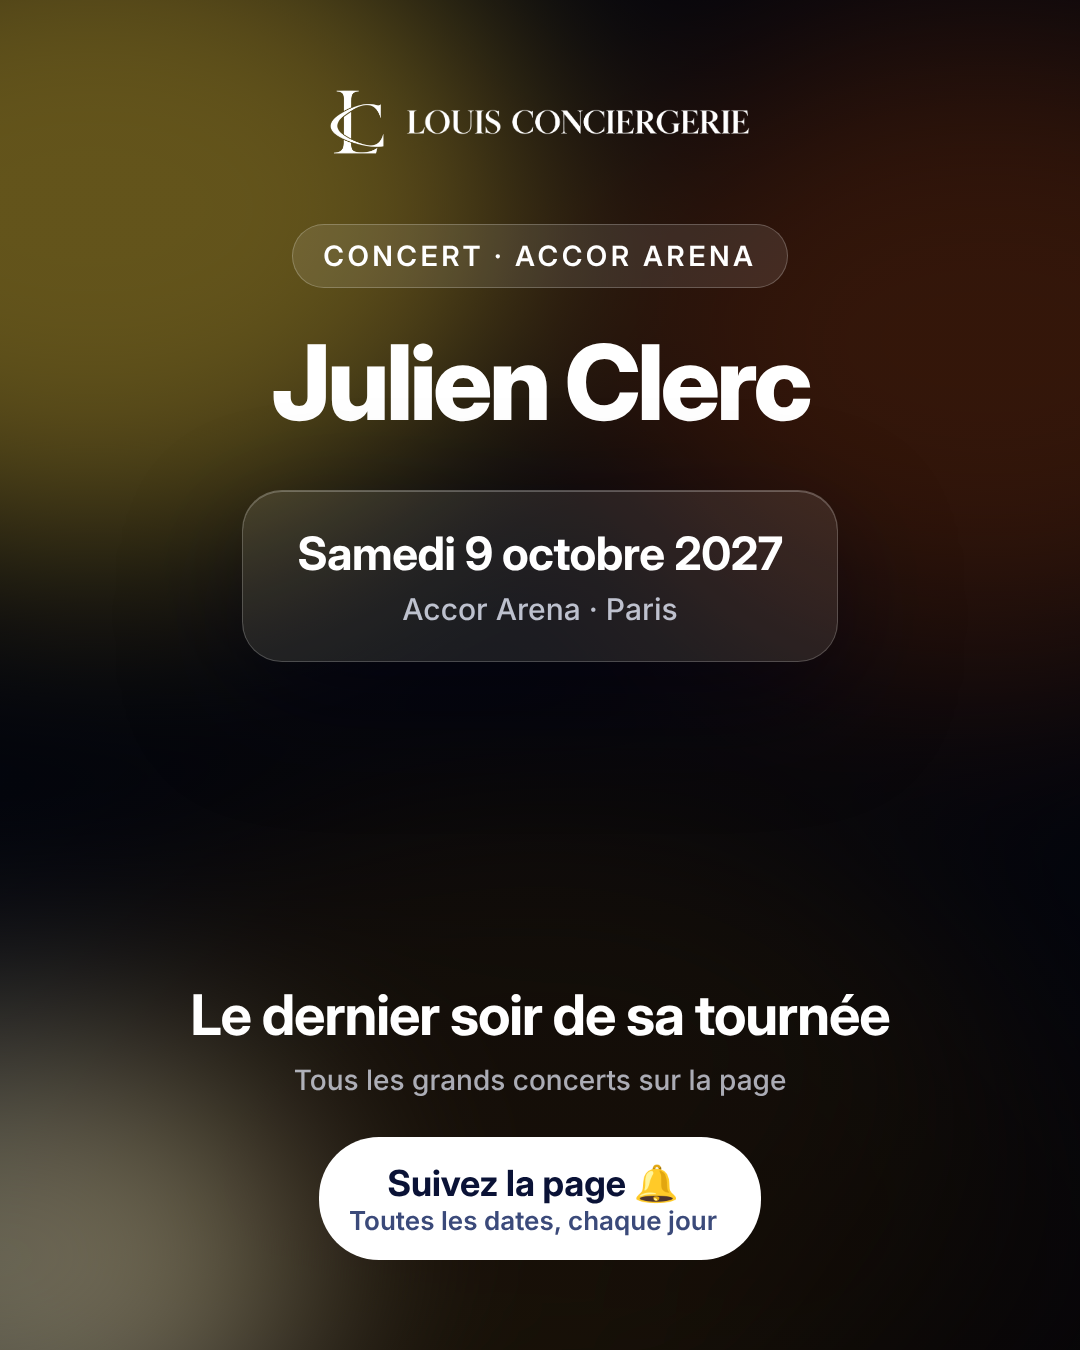 LOUIS CONCIERGERIE
CONCERT · ACCOR ARENA
Julien Clerc
Samedi 9 octobre 2027
Accor Arena · Paris
Le dernier soir de sa tournée
Tous les grands concerts sur la page
Suivez la page 🔔
Toutes les dates, chaque jour